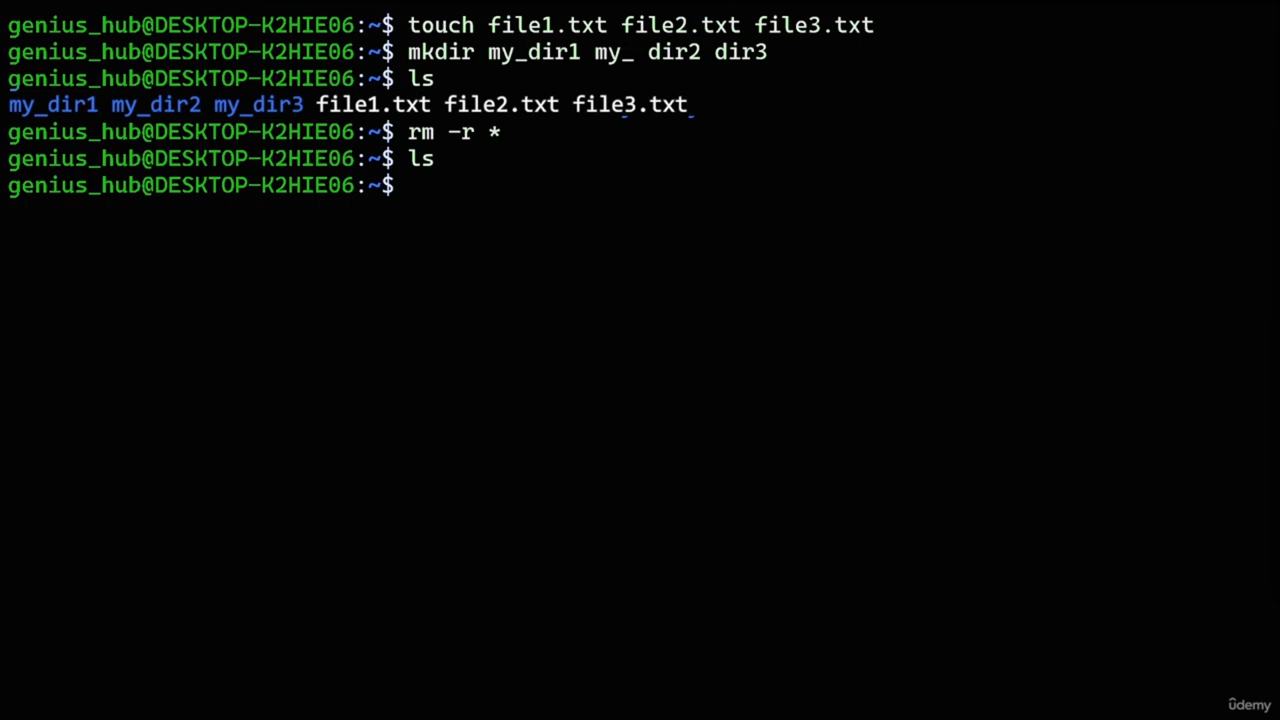 genius_hub@DESKTOP-K2HIE06:~$ touch file1.txt file2.txt file3.txt
genius_hub@DESKTOP-K2HIE06:~$ mkdir my_dir1 my_ dir2 dir3
genius_hub@DESKTOP-K2HIE06:~$ ls
my_dir1 my_dir2 my_dir3 file1.txt file2.txt file3.txt
genius_hub@DESKTOP-K2HIE06:~$ rm -r *
genius_hub@DESKTOP-K2HIE06:~$ ls
genius_hub@DESKTOP-K2HIE06:~$
ûdemy